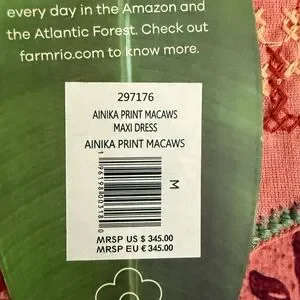 every day in the Amazon and
the Atlantic Forest. Check out
farmrio.com to know more.
297176
AINIKA PRINT MACAWS
MAXI DRESS
AINIKA PRINT MACAWS
M
MRSP US $ 345.00
MRSP EU € 345.00